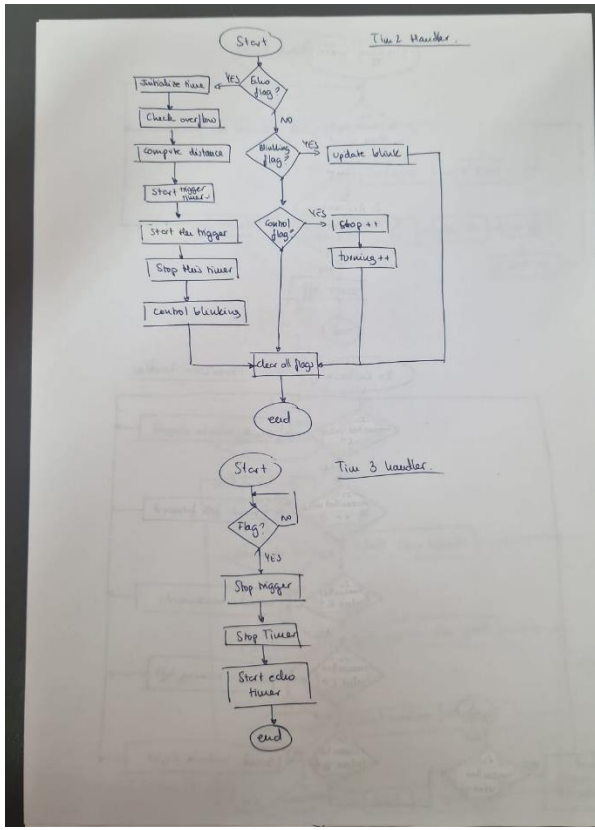 Tim 2 Handler.
Start
Echo
flag?
YES
NO
Initialize time
Check overflow
Compute distance
Start trigger
timer
Start the trigger
Stop this timer
Control blinking
Blinking
flag?
YES
update blink
Control
flag?
YES
Stop ++
turning ++
clear all flags
end
Tim 3 handler.
Start
Flag?
NO
YES
Stop trigger
Stop Timer
Start echo
timer
end